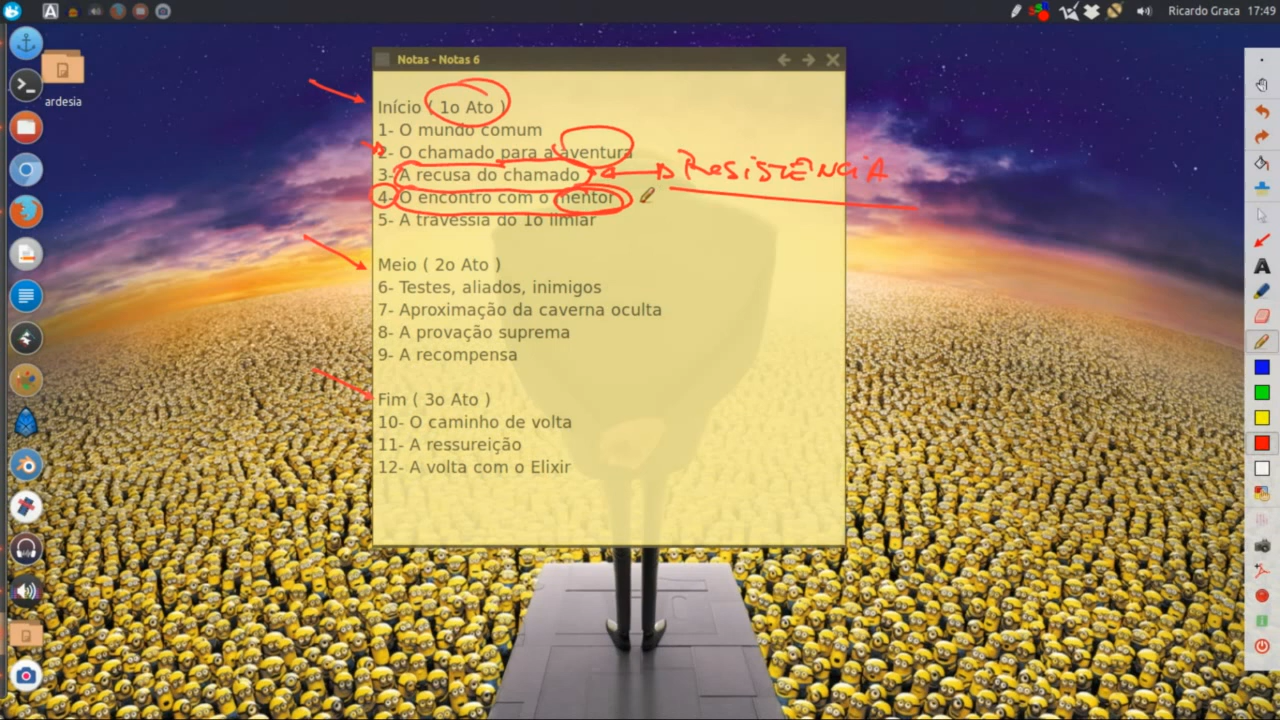 Ricardo Graca 17:49
ardesia
Notas - Notas 6
Início ( 1o Ato )
1- O mundo comum
2- O chamado para a aventura
3- A recusa do chamado
RESISTÊNCIA
4- O encontro com o mentor
5- A travessia do 1o limiar
Meio ( 2o Ato )
6- Testes, aliados, inimigos
7- Aproximação da caverna oculta
8- A provação suprema
9- A recompensa
Fim ( 3o Ato )
10- O caminho de volta
11- A ressureição
12- A volta com o Elixir